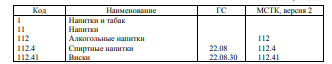 Код Наименование ГС МСТК, версия 2
1 Напитки и табак
11 Напитки
112 Алкогольные напитки 112
112.4 Спиртные напитки 22.08 112.4
112.41 Виски 22.08.30 112.41